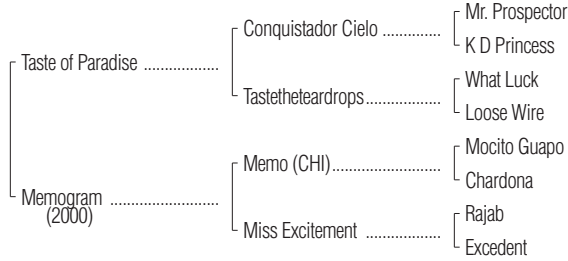 Mr. Prospector
Conquistador Cielo ..............
K D Princess
Taste of Paradise ..................
What Luck
Tastetheteardrops..................
Loose Wire
Mocito Guapo
Memo (CHI)...........................
Chardona
Memogram ..........................
(2000)
Rajab
Miss Excitement ..................
Excedent